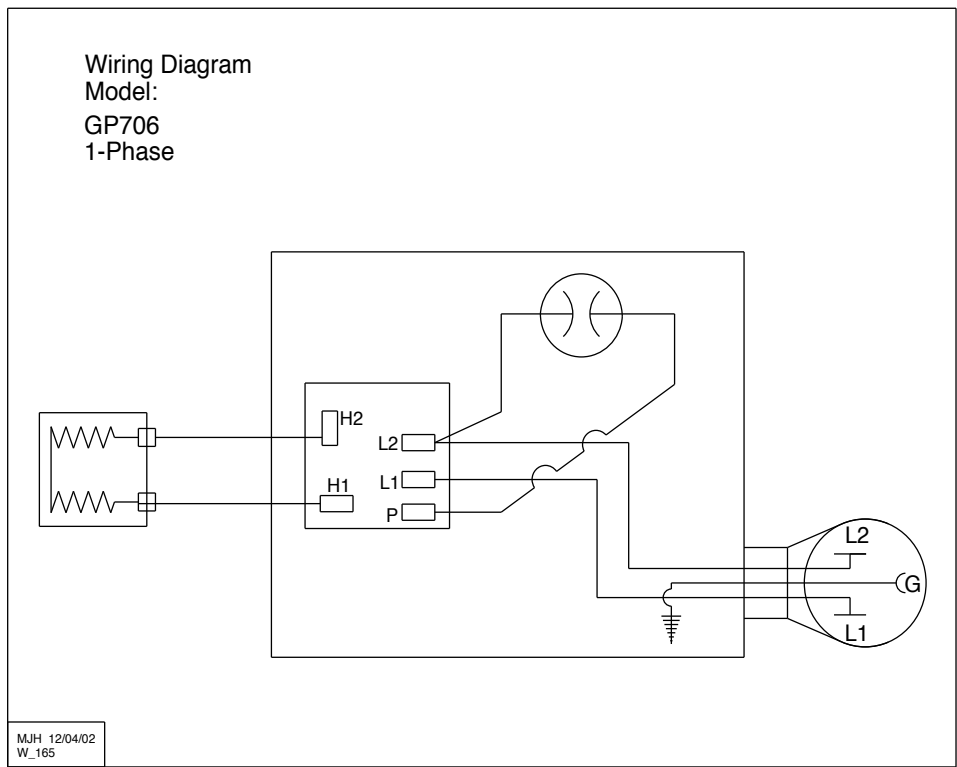 Wiring Diagram
Model:
GP706
1-Phase
H2
L2
H1
L1
P
L2
G
L1
MJH 12/04/02
W_165